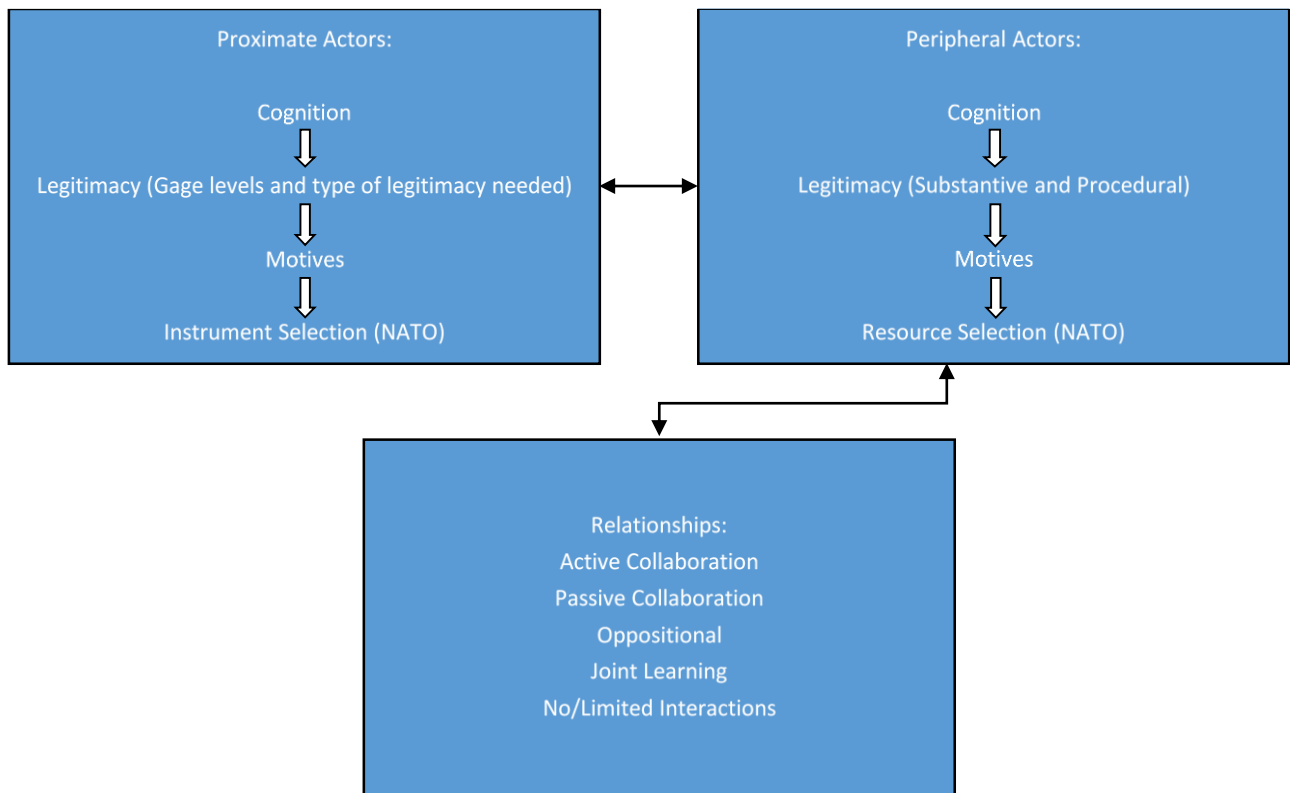 Proximate Actors:
Cognition
Legitimacy (Gage levels and type of legitimacy needed)
Motives
Instrument Selection (NATO)
Peripheral Actors:
Cognition
Legitimacy (Substantive and Procedural)
Motives
Resource Selection (NATO)
Relationships:
Active Collaboration
Passive Collaboration
Oppositional
Joint Learning
No/Limited Interactions